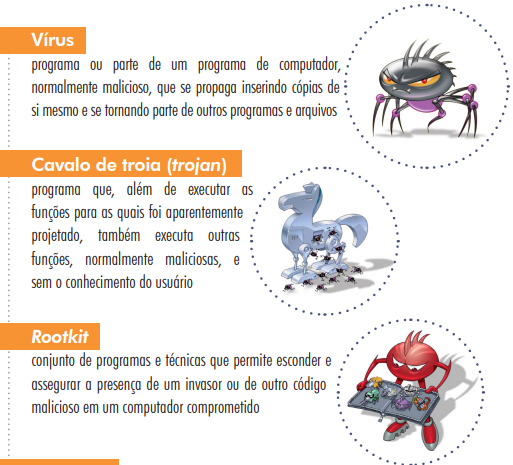 Vírus
programa ou parte de um programa de computador,
normalmente malicioso, que se propaga inserindo cópias de
si mesmo e se tornando parte de outros programas e arquivos
Cavalo de troia (trojan)
programa que, além de executar as
funções para as quais foi aparentemente
projetado, também executa outras
funções, normalmente maliciosas, e
sem o conhecimento do usuário
Rootkit
conjunto de programas e técnicas que permite esconder e
assegurar a presença de um invasor ou de outro código
malicioso em um computador comprometido